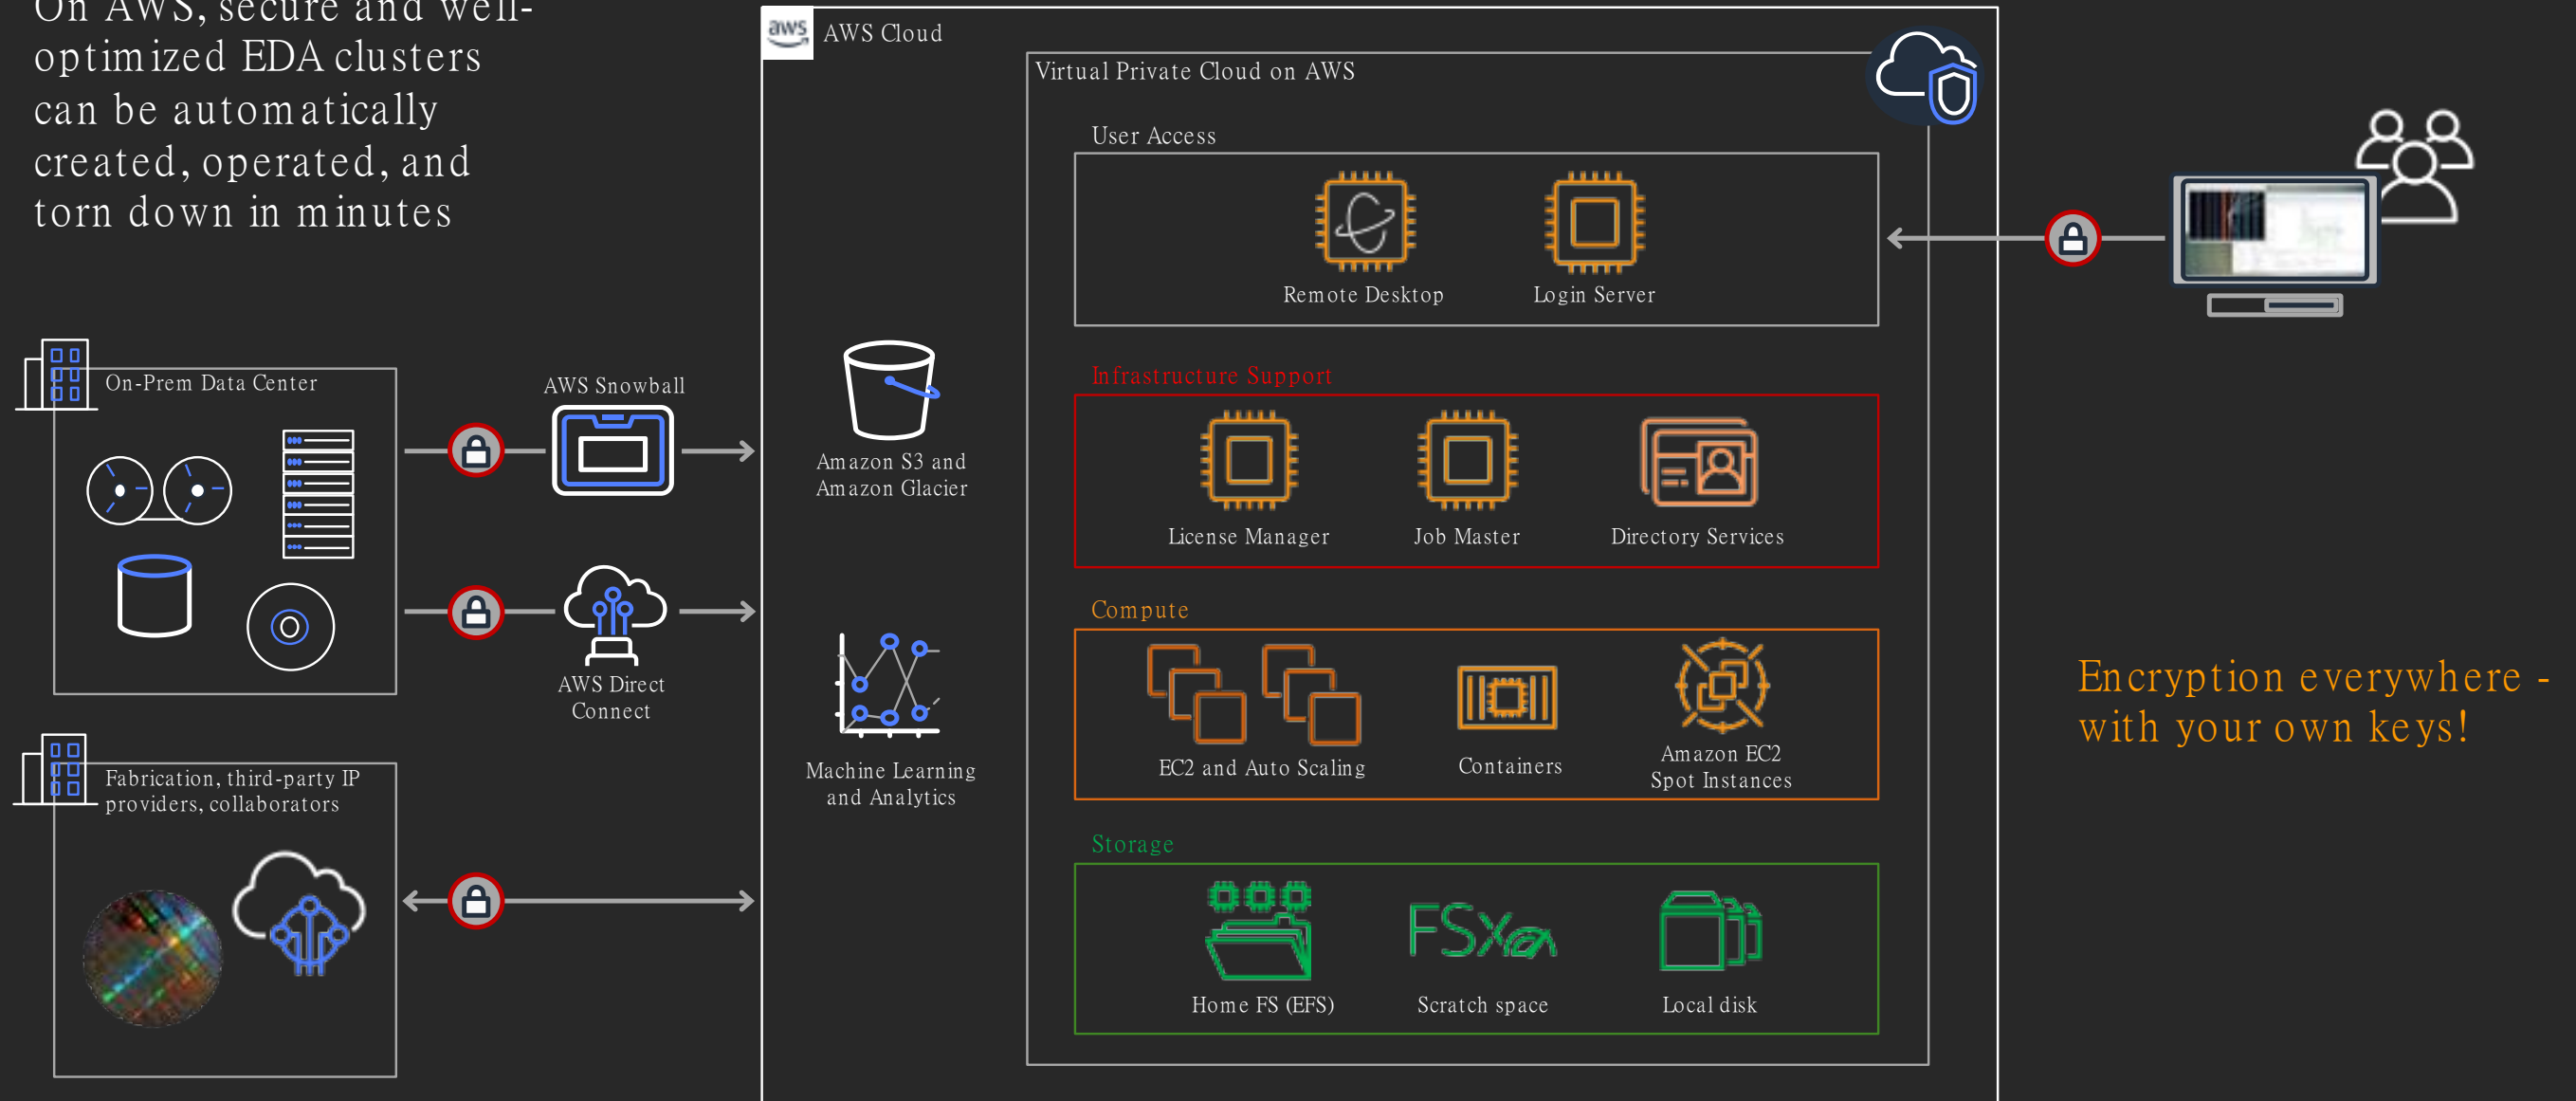 On AWS, secure and well-
optimized EDA clusters
can be automatically
created, operated, and
torn down in minutes
aws
AWS Cloud
Virtual Private Cloud on AWS
User Access
Remote Desktop
Login Server
On-Prem Data Center
AWS Snowball
Amazon S3 and
Amazon Glacier
Infrastructure Support
License Manager
Job Master
Directory Services
AWS Direct
Connect
Machine Learning
and Analytics
Compute
EC2 and Auto Scaling
Containers
Amazon EC2
Spot Instances
Encryption everywhere -
with your own keys!
Fabrication, third-party IP
providers, collaborators
Storage
Home FS (EFS)
FSx
Scratch space
Local disk